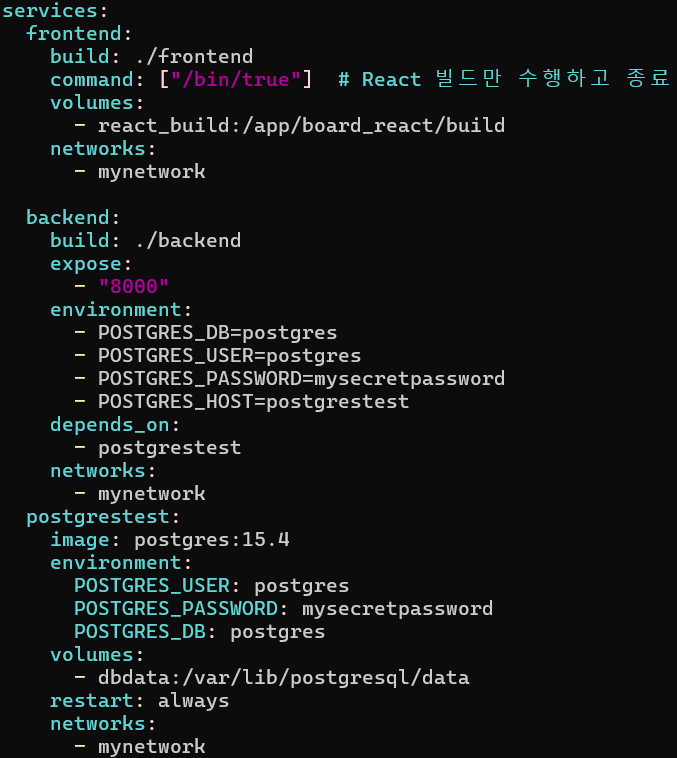 services:
  frontend:
    build: ./frontend
    command: ["/bin/true"]  # React 빌드만 수행하고 종료
    volumes:
      - react_build:/app/board_react/build
    networks:
      - mynetwork

  backend:
    build: ./backend
    expose:
      - "8000"
    environment:
      - POSTGRES_DB=postgres
      - POSTGRES_USER=postgres
      - POSTGRES_PASSWORD=mysecretpassword
      - POSTGRES_HOST=postgrestest
    depends_on:
      - postgrestest
    networks:
      - mynetwork
  postgrestest:
    image: postgres:15.4
    environment:
      POSTGRES_USER: postgres
      POSTGRES_PASSWORD: mysecretpassword
      POSTGRES_DB: postgres
    volumes:
      - dbdata:/var/lib/postgresql/data
    restart: always
    networks:
      - mynetwork